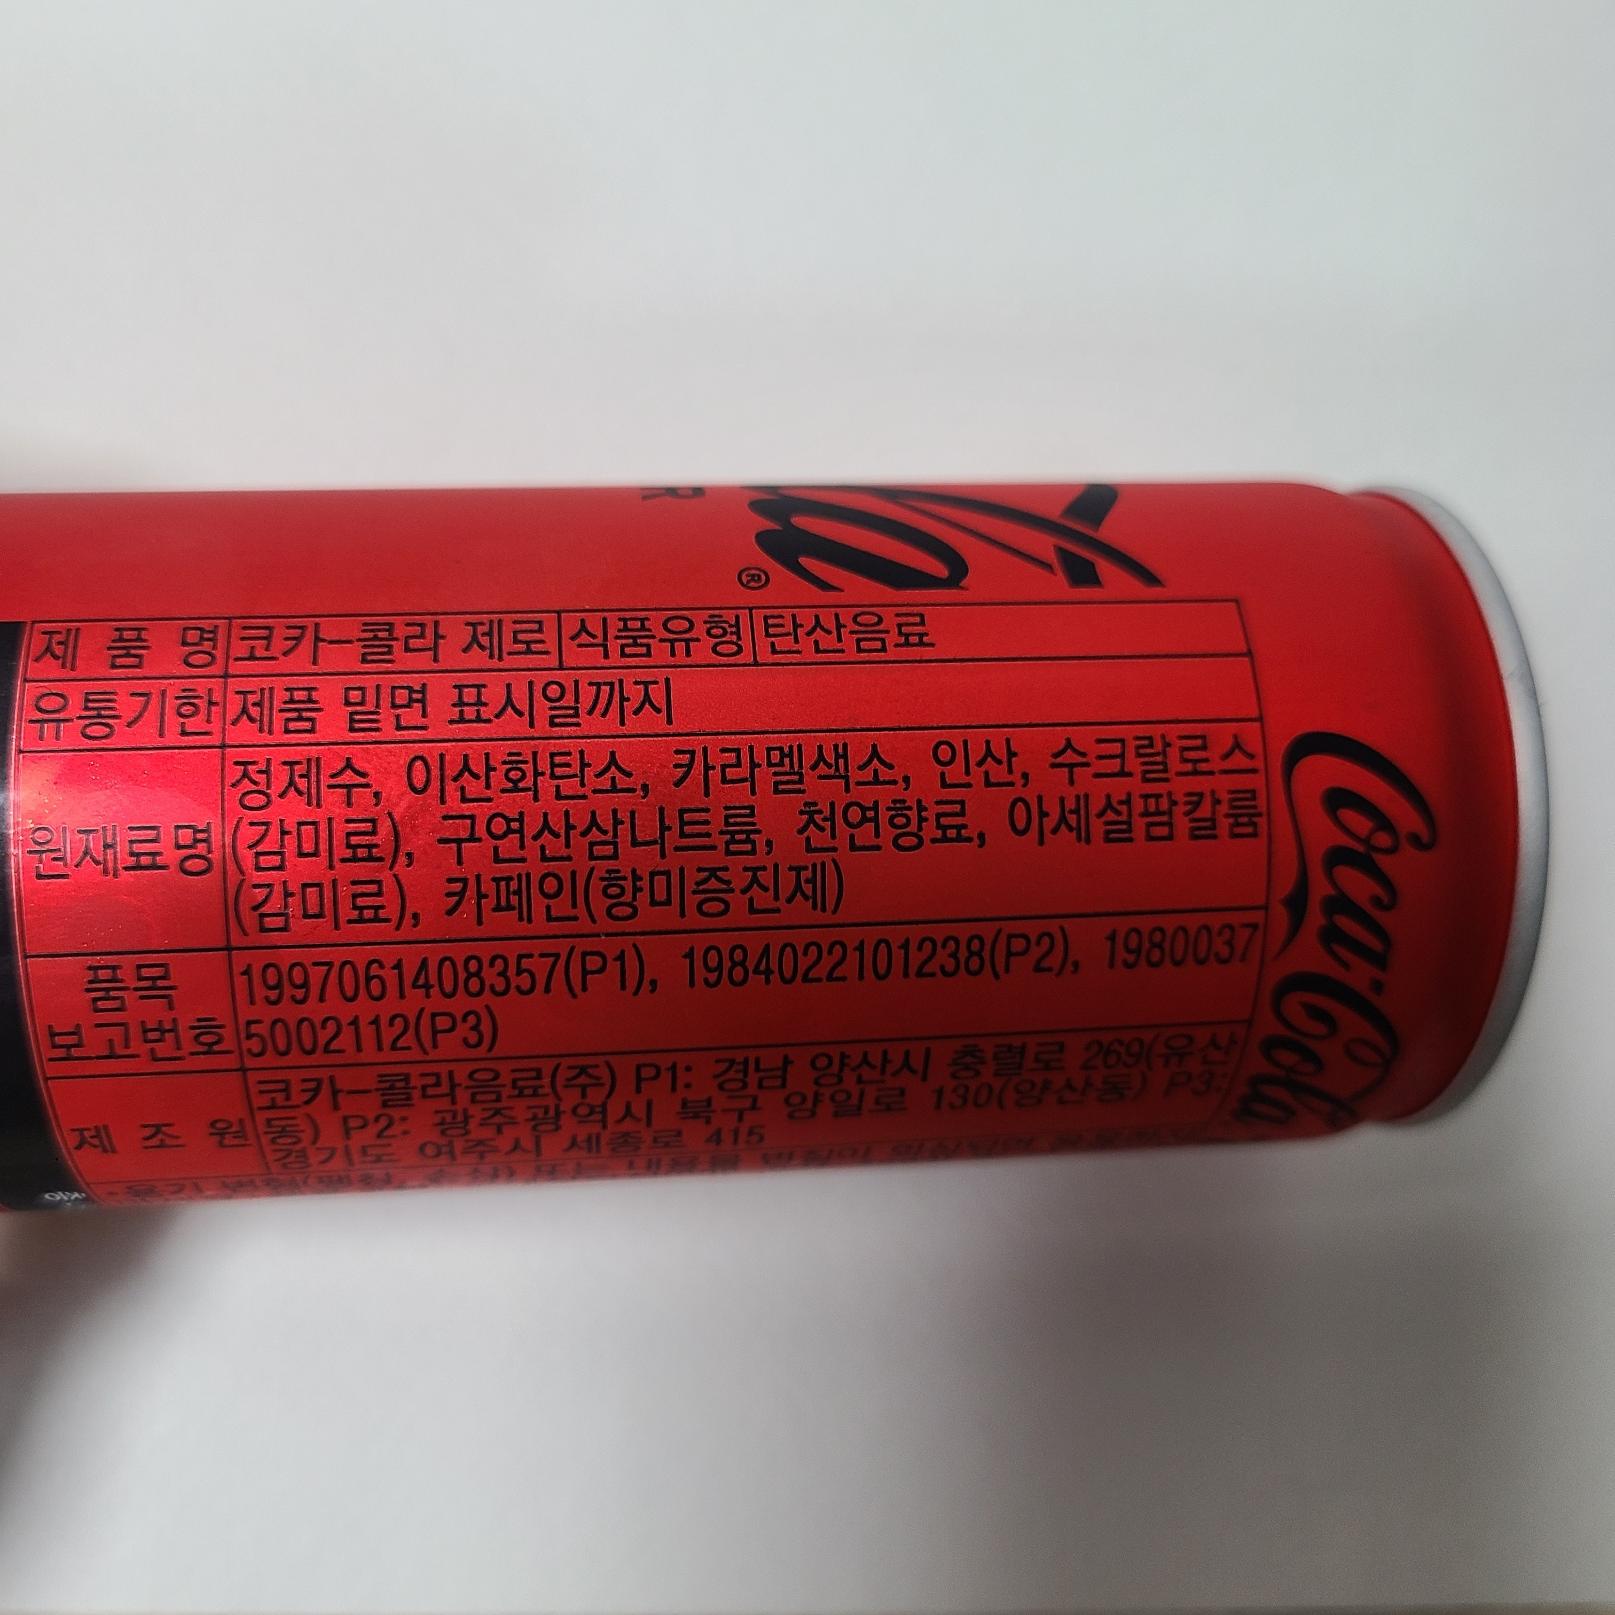 제 품 명 코카-콜라 제로 식품유형 탄산음료
유통기한 제품 밑면 표시일까지
원재료명 정제수, 이산화탄소, 카라멜색소, 인산, 수크랄로스
(감미료), 구연산삼나트륨, 천연향료, 아세설팜칼륨
(감미료), 카페인(향미증진제)
품목
보고번호
1997061408357(P1), 1984022101238(P2), 1980037
5002112(P3)
제 조 원 코카-콜라음료(주) P1: 경남 양산시 충렬로 269(유산
동) P2: 광주광역시 북구 양일로 130(양산동) P3:
경기도 여주시 세종로 415
Coca-Cola
R
®